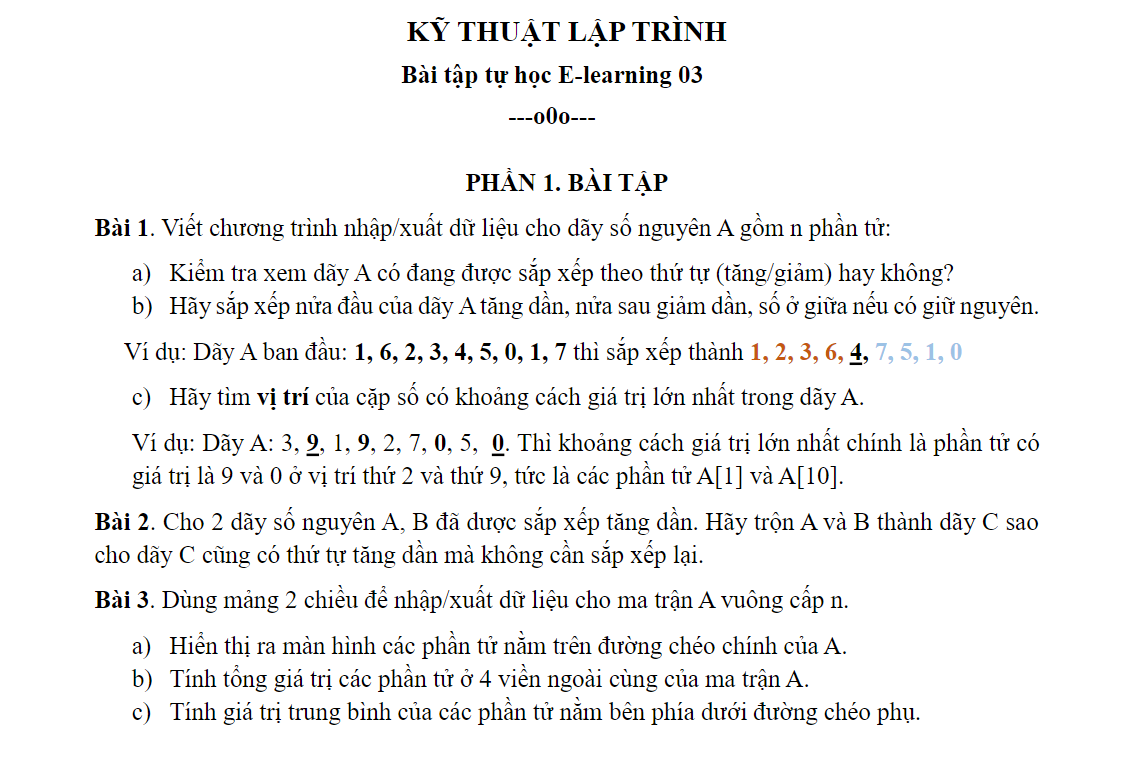 KỸ THUẬT LẬP TRÌNH
Bài tập tự học E-learning 03
---o0o---
PHẦN 1. BÀI TẬP
Bài 1. Viết chương trình nhập/xuất dữ liệu cho dãy số nguyên A gồm n phần tử:
a) Kiểm tra xem dãy A có đang được sắp xếp theo thứ tự (tăng/giảm) hay không?
b) Hãy sắp xếp nửa đầu của dãy A tăng dần, nửa sau giảm dần, số ở giữa nếu có giữ nguyên.
Ví dụ: Dãy A ban đầu: 1, 6, 2, 3, 4, 5, 0, 1, 7 thì sắp xếp thành 1, 2, 3, 6, 4, 7, 5, 1, 0
c) Hãy tìm vị trí của cặp số có khoảng cách giá trị lớn nhất trong dãy A.
Ví dụ: Dãy A: 3, 9, 1, 9, 2, 7, 0, 5, 0. Thì khoảng cách giá trị lớn nhất chính là phần tử có
giá trị là 9 và 0 ở vị trí thứ 2 và thứ 9, tức là các phần tử A[1] và A[10].
Bài 2. Cho 2 dãy số nguyên A, B đã dược sắp xếp tăng dần. Hãy trộn A và B thành dãy C sao
cho dãy C cũng có thứ tự tăng dần mà không cần sắp xếp lại.
Bài 3. Dùng mảng 2 chiều để nhập/xuất dữ liệu cho ma trận A vuông cấp n.
a) Hiển thị ra màn hình các phần tử nằm trên đường chéo chính của A.
b) Tính tổng giá trị các phần tử ở 4 viền ngoài cùng của ma trận A.
c) Tính giá trị trung bình của các phần tử nằm bên phía dưới đường chéo phụ.